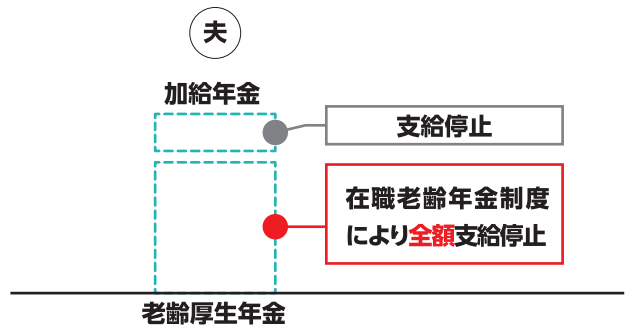 夫
加給年金
支給停止
在職老齢年金制度
により全額支給停止
老齢厚生年金